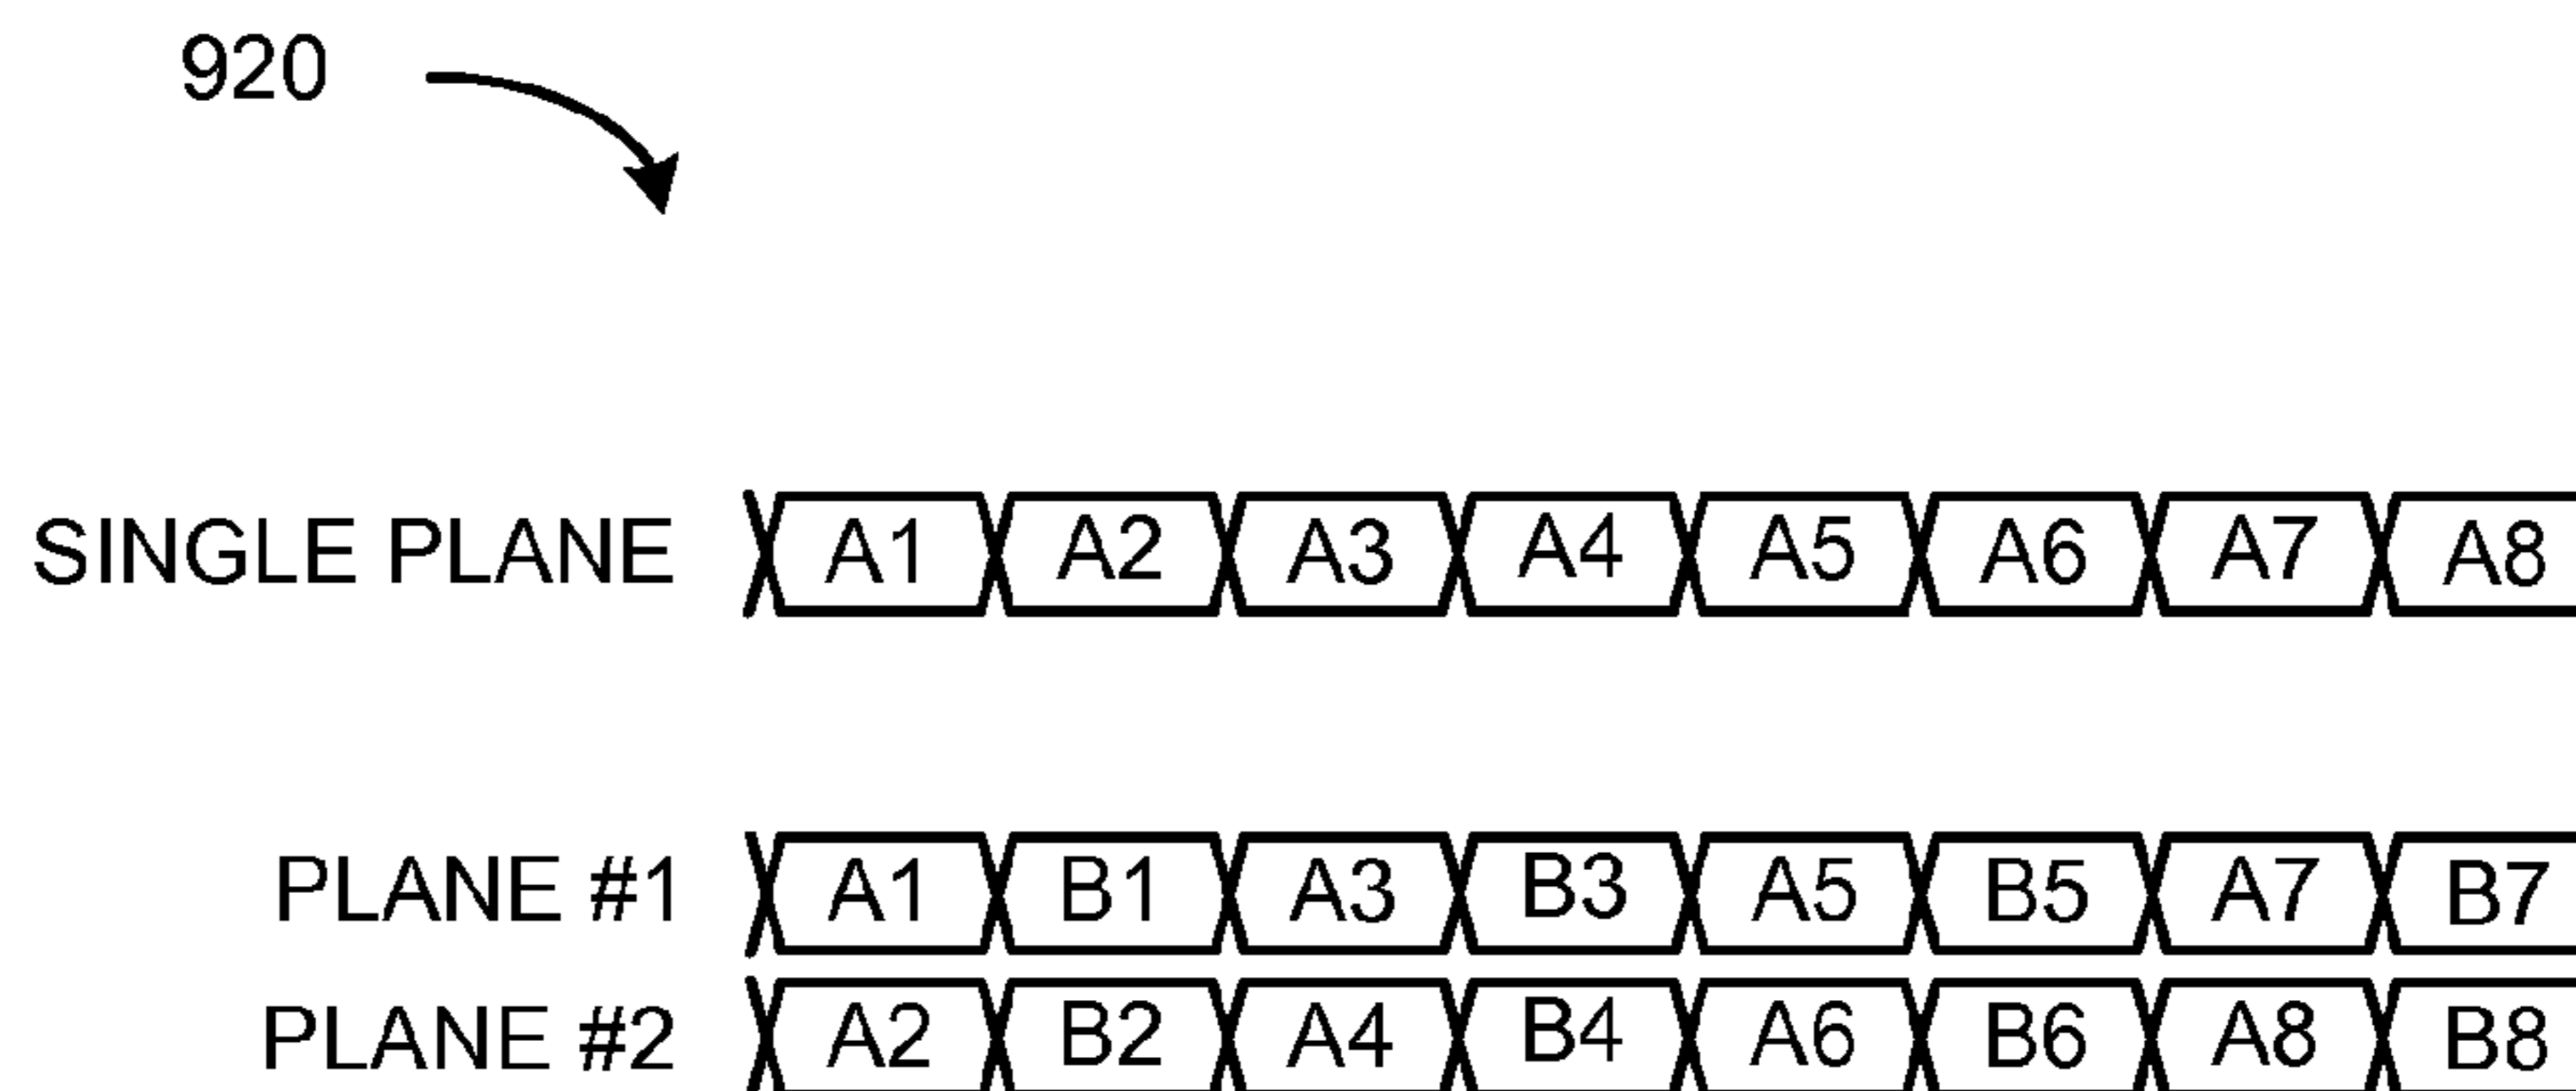 920
SINGLE PLANE A1 A2 A3 A4 A5 A6 A7 A8
PLANE #1 A1 B1 A3 B3 A5 B5 A7 B7
PLANE #2 A2 B2 A4 B4 A6 B6 A8 B8